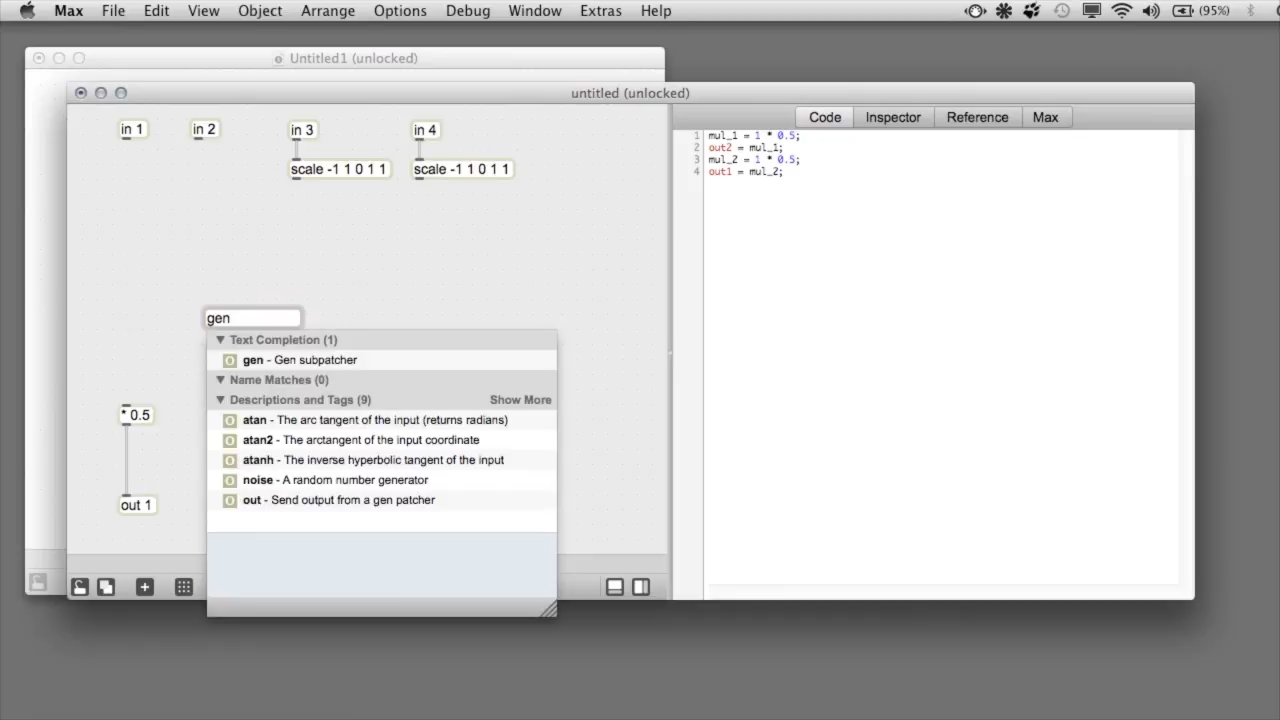 Max File Edit View Object Arrange Options Debug Window Extras Help (95%)
Untitled1 (unlocked)
untitled (unlocked)
in 1 in 2 in 3 in 4
scale -1 1 0 1 1 scale -1 1 0 1 1
gen
Text Completion (1)
gen - Gen subpatcher
Name Matches (0)
Descriptions and Tags (9) Show More
atan - The arc tangent of the input (returns radians)
atan2 - The arctangent of the input coordinate
atanh - The inverse hyperbolic tangent of the input
noise - A random number generator
out - Send output from a gen patcher
* 0.5
out 1
Code Inspector Reference Max
1 mul_1 = 1 * 0.5;
2 out2 = mul_1;
3 mul_2 = 1 * 0.5;
4 out1 = mul_2;